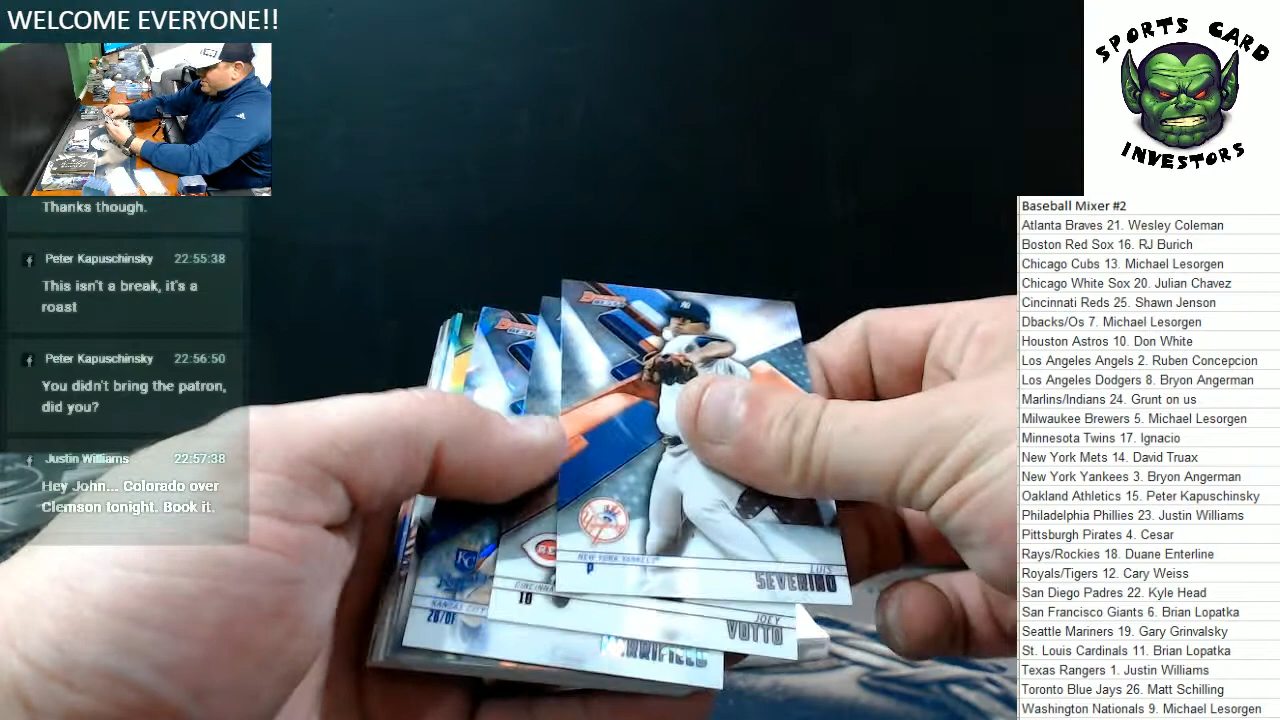 WELCOME EVERYONE!!
SPORTS CARD
INVESTORS
Thanks though.
Peter Kapuschinsky 22:55:38
This isn't a break, it's a
roast
Peter Kapuschinsky 22:56:50
You didn't bring the patron,
did you?
Justin Williams 22:57:38
Hey John... Colorado over
Clemson tonight. Book it.
Baseball Mixer #2
Atlanta Braves 21. Wesley Coleman
Boston Red Sox 16. RJ Burich
Chicago Cubs 13. Michael Lesorgen
Chicago White Sox 20. Julian Chavez
Cincinnati Reds 25. Shawn Jenson
Dbacks/Os 7. Michael Lesorgen
Houston Astros 10. Don White
Los Angeles Angels 2. Ruben Concepcion
Los Angeles Dodgers 8. Bryon Angerman
Marlins/Indians 24. Grunt on us
Milwaukee Brewers 5. Michael Lesorgen
Minnesota Twins 17. Ignacio
New York Mets 14. David Truax
New York Yankees 3. Bryon Angerman
Oakland Athletics 15. Peter Kapuschinsky
Philadelphia Phillies 23. Justin Williams
Pittsburgh Pirates 4. Cesar
Rays/Rockies 18. Duane Enterline
Royals/Tigers 12. Cary Weiss
San Diego Padres 22. Kyle Head
San Francisco Giants 6. Brian Lopatka
Seattle Mariners 19. Gary Grinvalsky
St. Louis Cardinals 11. Brian Lopatka
Texas Rangers 1. Justin Williams
Toronto Blue Jays 26. Matt Schilling
Washington Nationals 9. Michael Lesorgen
NEW YORK YANKEES
P
LUIS
SEVERINO
CINCINNA
1B
JOEY
VOTTO
KC
KANSAS CITY
2B/OF
MERRIFIELD